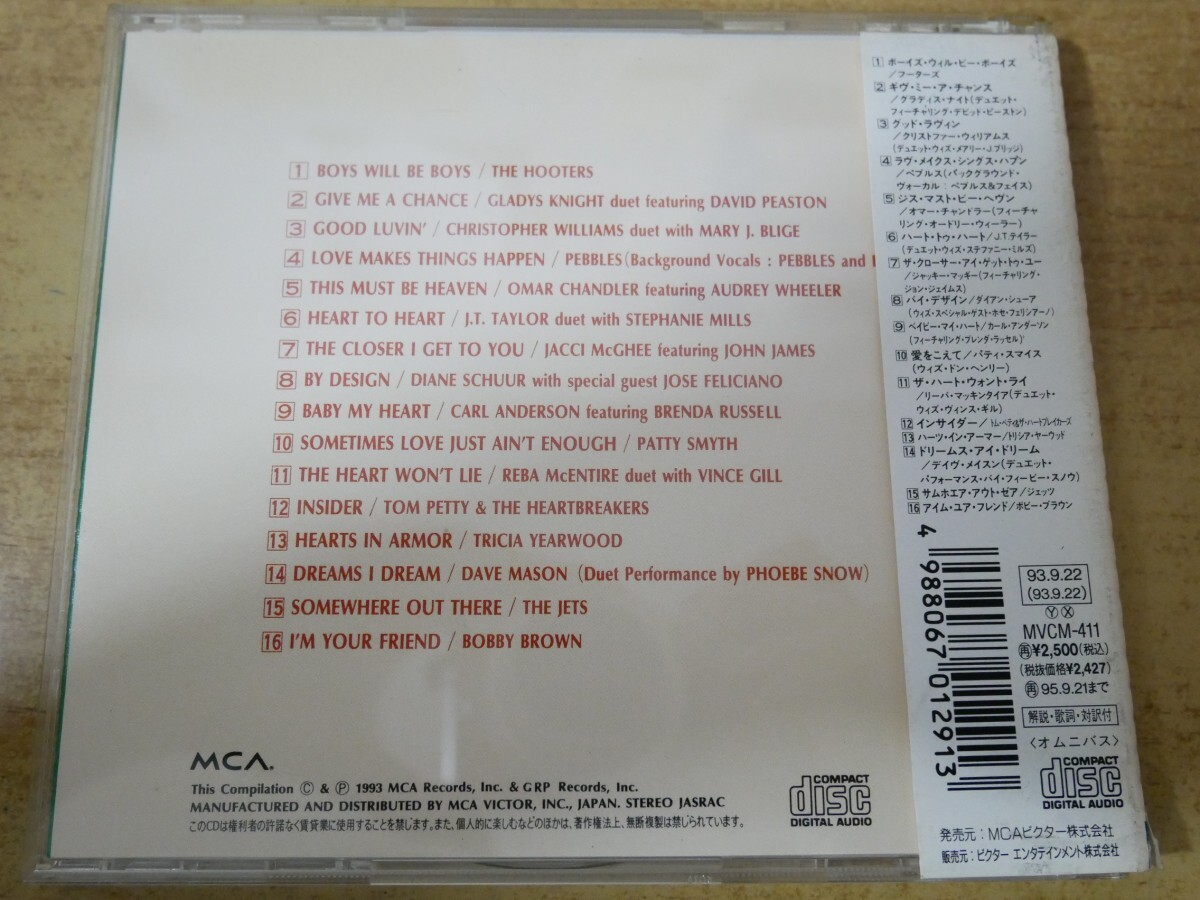 1 BOYS WILL BE BOYS / THE HOOTERS
2 GIVE ME A CHANCE / GLADYS KNIGHT duet featuring DAVID PEASTON
3 GOOD LUVIN' / CHRISTOPHER WILLIAMS duet with MARY J. BLIGE
4 LOVE MAKES THINGS HAPPEN / PEBBLES (Background Vocals : PEBBLES and
5 THIS MUST BE HEAVEN / OMAR CHANDLER featuring AUDREY WHEELER
6 HEART TO HEART / J.T. TAYLOR duet with STEPHANIE MILLS
7 THE CLOSER I GET TO YOU / JACCI McGHEE featuring JOHN JAMES
8 BY DESIGN / DIANE SCHUUR with special guest JOSE FELICIANO
9 BABY MY HEART / CARL ANDERSON featuring BRENDA RUSSELL
10 SOMETIMES LOVE JUST AIN'T ENOUGH / PATTY SMYTH
11 THE HEART WON'T LIE / REBA McENTIRE duet with VINCE GILL
12 INSIDER / TOM PETTY & THE HEARTBREAKERS
13 HEARTS IN ARMOR / TRICIA YEARWOOD
14 DREAMS I DREAM / DAVE MASON (Duet Performance by PHOEBE SNOW)
15 SOMEWHERE OUT THERE / THE JETS
16 I'M YOUR FRIEND / BOBBY BROWN
MCA.
This Compilation © & ℗ 1993 MCA Records, Inc. & GRP Records, Inc.
MANUFACTURED AND DISTRIBUTED BY MCA VICTOR, INC., JAPAN. STEREO JASRAC
このCDは権利者の許諾なく賃貸業に使用することを禁じます。また、個人的に楽しむなどのほかは、著作権法上、無断複製は禁じられています。
COMPACT
disc
DIGITAL AUDIO
1 ボーイズ・ウィル・ビー・ボーイズ
/フーターズ
2 ギヴ・ミー・ア・チャンス
/グラディス・ナイト(デュエット・
フィーチャリング・デビッド・ピーストン)
3 グッド・ラヴィン
/クリストファー・ウィリアムス
(デュエット・ウィズ・メアリー・J.ブリッジ)
4 ラヴ・メイクス・シングス・ハプン
/ペブルス(バックグラウンド・
ヴォーカル:ペブルス&フェイス)
5 ジス・マスト・ビー・ヘヴン
/オマー・チャンドラー(フィーチャ
リング・オードリー・ウィーラー)
6 ハート・トゥ・ハート/J.T.テイラー
(デュエット・ウィズ・ステファニー・ミルズ)
7 ザ・クローサー・アイ・ゲット・トゥ・ユー
/ジャッキー・マッギー(フィーチャリング・
ジョン・ジェイムス)
8 バイ・デザイン/ダイアン・シューア
(ウィズ・スペシャル・ゲスト・ホセ・フェリシアーノ)
9 ベイビー・マイ・ハート/カール・アンダーソン
(フィーチャリング・ブレンダ・ラッセル)
10 愛をこえて/パティ・スマイス
(ウィズ・ドン・ヘンリー)
11 ザ・ハート・ウォント・ライ
/リーバ・マッキンタイア(デュエット・
ウィズ・ヴィンス・ギル)
12 インサイダー/トム・ペティ&ザ・ハートブレイカーズ
13 ハーツ・イン・アーマー/トリシア・ヤーウッド
14 ドリームス・アイ・ドリーム
/デイヴ・メイスン(デュエット・
パフォーマンス・バイ・フィービー・スノウ)
15 サムホエア・アウト・ゼア/ジェッツ
16 アイム・ユア・フレンド/ボビー・ブラウン
4 988067 012913
93.9.22
(93.9.22)
Ⓨ Ⓧ
MVCM-411
再¥2,500(税込)
(税抜価格¥2,427)
再95.9.21まで
解説・歌詞・対訳付
〈オムニバス〉
COMPACT
disc
DIGITAL AUDIO
発売元:MCAビクター株式会社
販売元:ビクター エンタテインメント株式会社